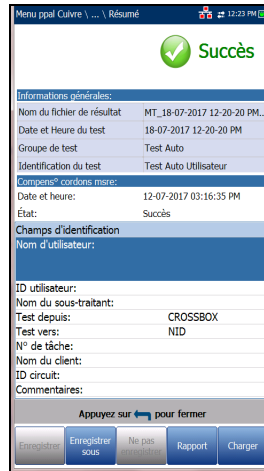 Menu ppal Cuivre \ ... \ Résumé 12:23 PM
Succès
Informations générales:
Nom du fichier de résultat MT_18-07-2017 12-20-20 PM...
Date et Heure du test 18-07-2017 12-20-20 PM
Groupe de test Test Auto
Identification du test Test Auto Utilisateur
Compens° cordons msre:
Date et heure: 12-07-2017 03:16:35 PM
État: Succès
Champs d'identification
Nom d'utilisateur:
ID utilisateur:
Nom du sous-traitant:
Test depuis: CROSSBOX
Test vers: NID
N° de tâche:
Nom du client:
ID circuit:
Commentaires:
Appuyez sur pour fermer
Enregistrer Enregistrer sous Ne pas enregistrer Rapport Charger